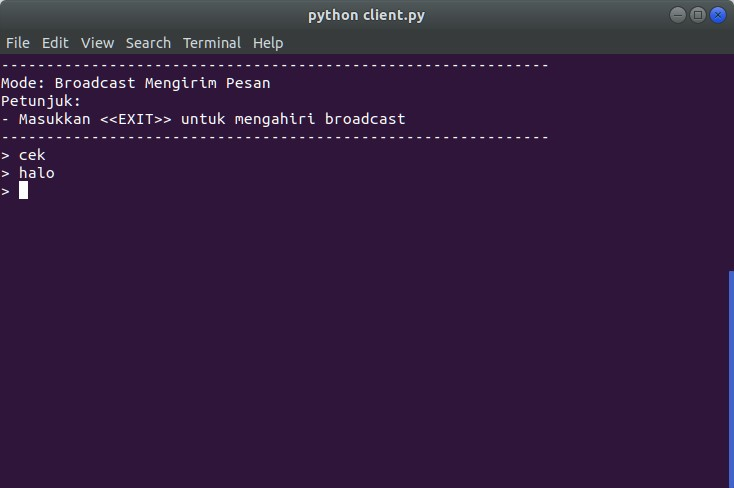 python client.py
File Edit View Search Terminal Help
-------------------------------------------------------------
Mode: Broadcast Mengirim Pesan
Petunjuk:
- Masukkan <<EXIT>> untuk mengahiri broadcast
-------------------------------------------------------------
> cek
> halo
>